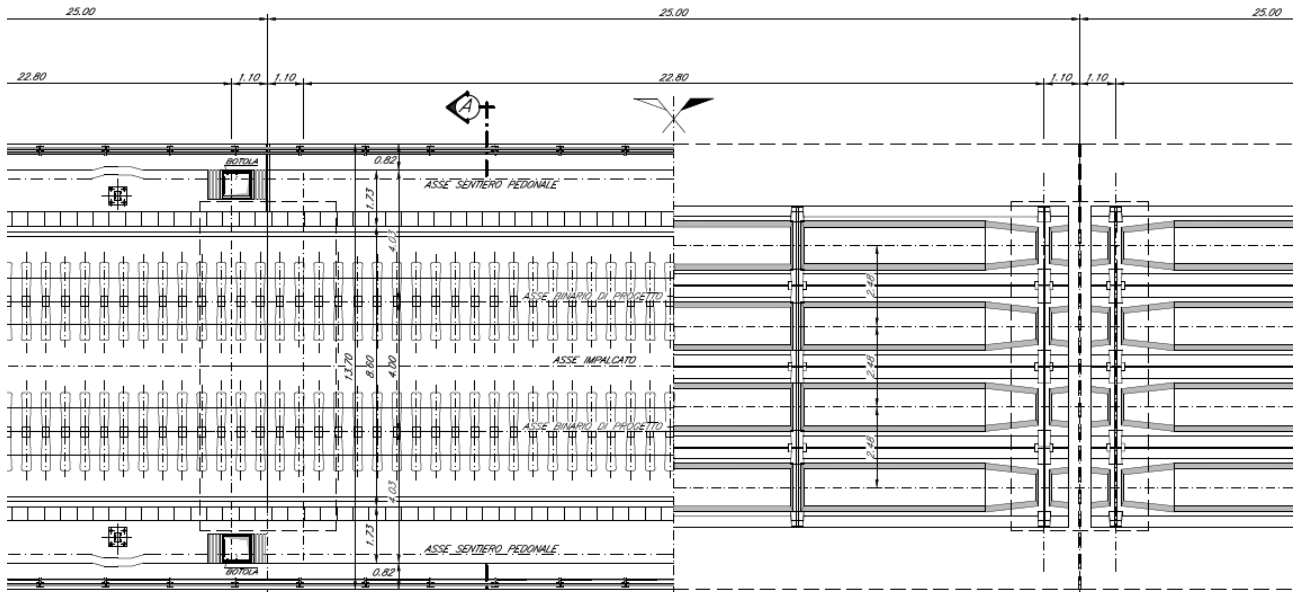 25.00
25.00
25.00
22.80
1.10
1.10
22.80
1.10
1.10
A
0.82
BOTOLA
ASSE SENTIERO PEDONALE
1.73
4.03
2.48
ASSE BINARIO DI PROGETTO
2.48
13.70
8.60
4.00
ASSE IMPALCATO
ASSE BINARIO DI PROGETTO
2.48
4.03
1.73
ASSE SENTIERO PEDONALE
BOTOLA
0.82